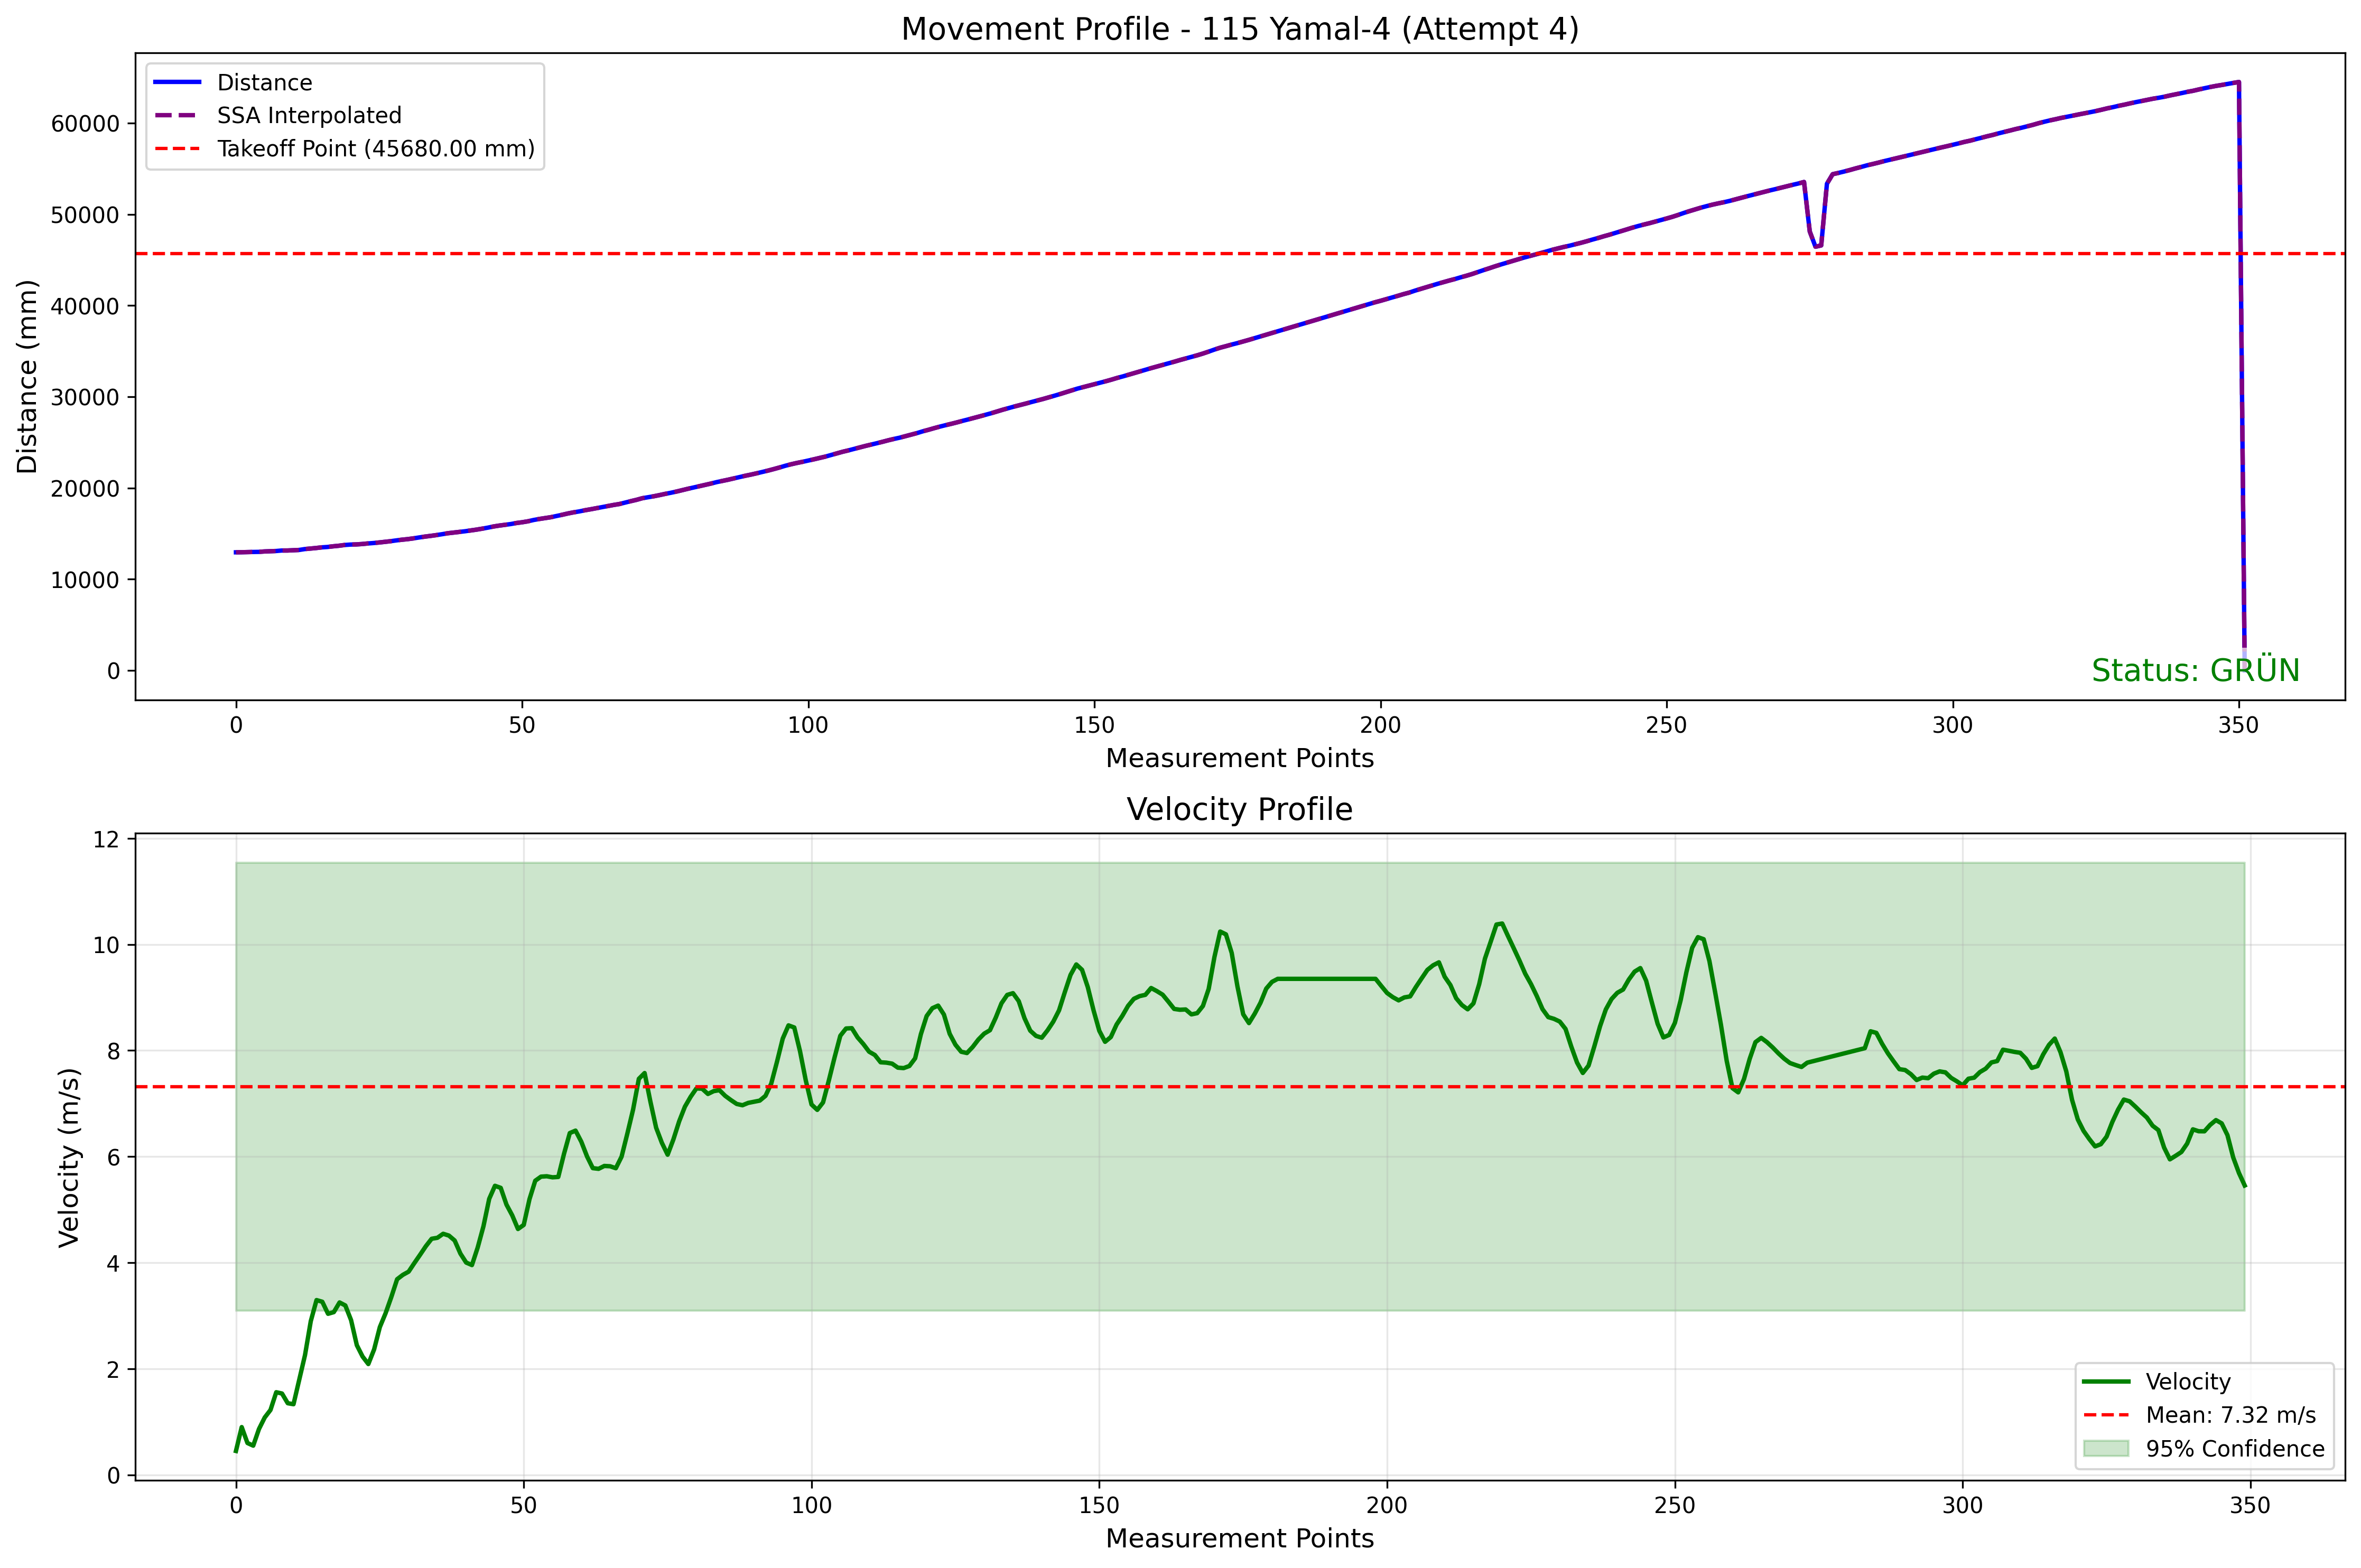 Movement Profile - 115 Yamal-4 (Attempt 4)
Distance
SSA Interpolated
Takeoff Point (45680.00 mm)
Distance (mm)
60000
50000
40000
30000
20000
10000
0
Status: GRÜN
0 50 100 150 200 250 300 350
Measurement Points
Velocity Profile
Velocity (m/s)
12
10
8
6
4
2
0
Velocity
Mean: 7.32 m/s
95% Confidence
0 50 100 150 200 250 300 350
Measurement Points